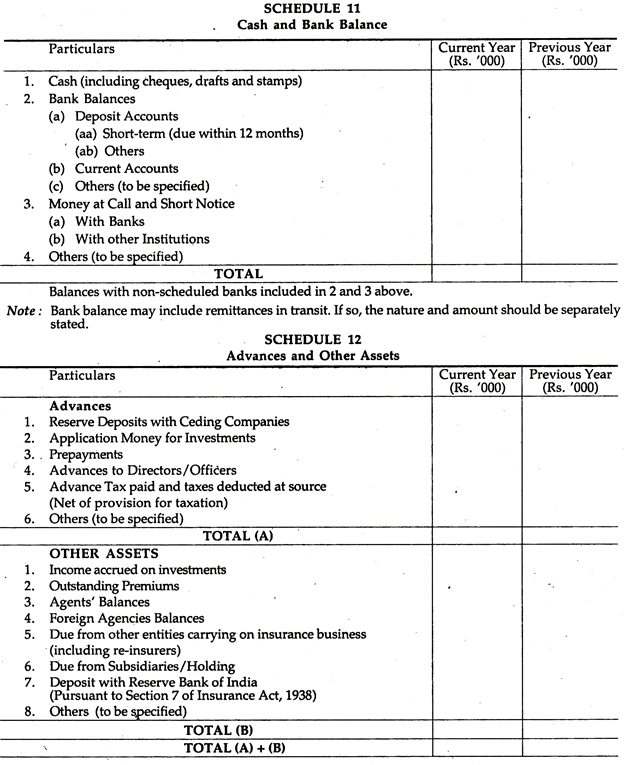 SCHEDULE 11
Cash and Bank Balance
Particulars Current Year Previous Year
(Rs. '000) (Rs. '000)
1. Cash (including cheques, drafts and stamps)
2. Bank Balances
(a) Deposit Accounts
(aa) Short-term (due within 12 months)
(ab) Others
(b) Current Accounts
(c) Others (to be specified)
3. Money at Call and Short Notice
(a) With Banks
(b) With other Institutions
4. Others (to be specified)
TOTAL
Balances with non-scheduled banks included in 2 and 3 above.
Note : Bank balance may include remittances in transit. If so, the nature and amount should be separately
stated.
SCHEDULE 12
Advances and Other Assets
Particulars Current Year Previous Year
(Rs. '000) (Rs. '000)
Advances
1. Reserve Deposits with Ceding Companies
2. Application Money for Investments
3. Prepayments
4. Advances to Directors/Officers
5. Advance Tax paid and taxes deducted at source
(Net of provision for taxation)
6. Others (to be specified)
TOTAL (A)
OTHER ASSETS
1. Income accrued on investments
2. Outstanding Premiums
3. Agents' Balances
4. Foreign Agencies Balances
5. Due from other entities carrying on insurance business
(including re-insurers)
6. Due from Subsidiaries/Holding
7. Deposit with Reserve Bank of India
(Pursuant to Section 7 of Insurance Act, 1938)
8. Others (to be specified)
TOTAL (B)
TOTAL (A) + (B)